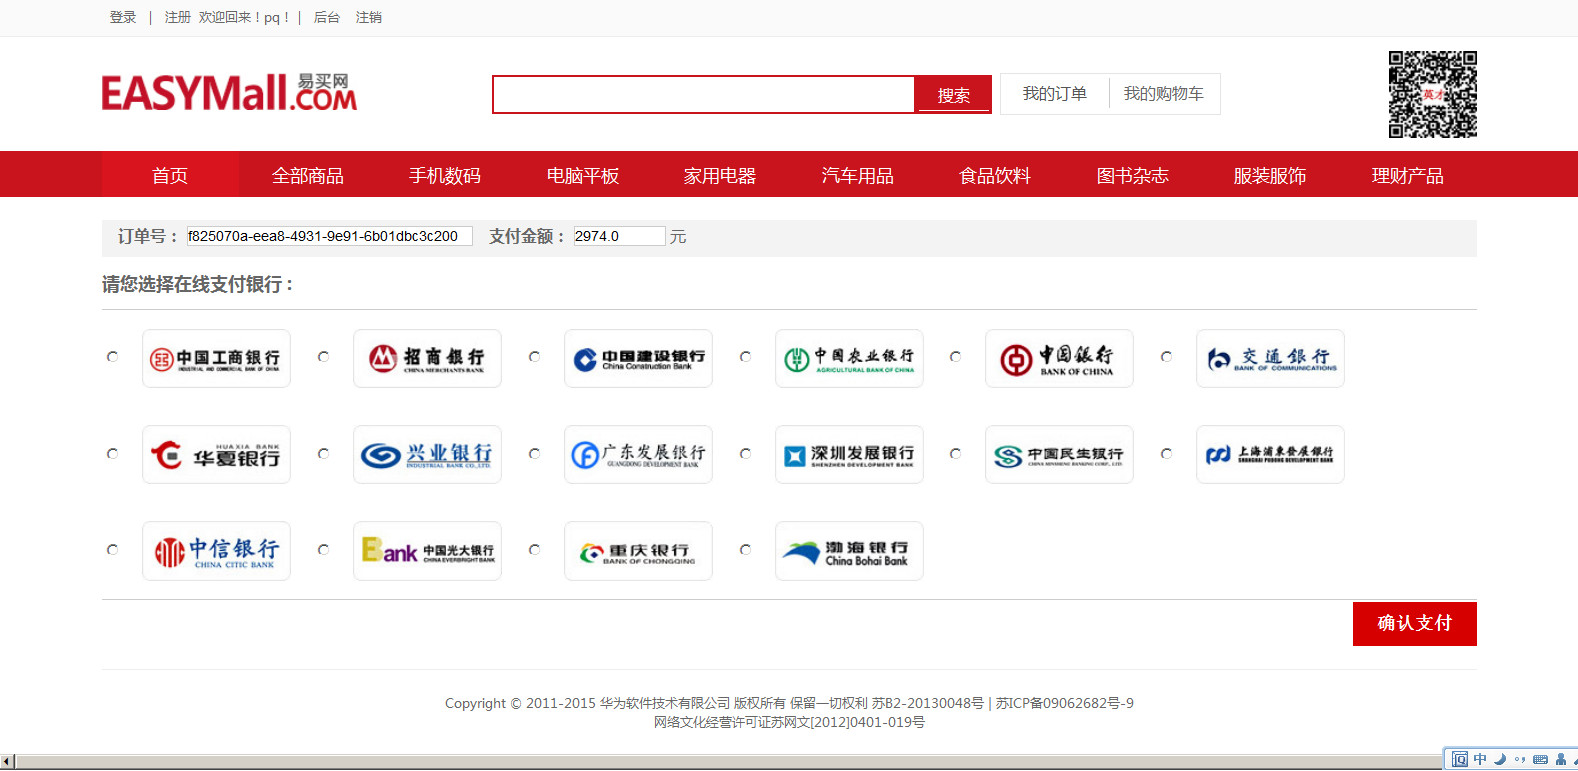 登录 | 注册 欢迎回来！pq！ | 后台 注销
EASYMall.COM 易买网
搜索
我的订单 我的购物车
英才
首页 全部商品 手机数码 电脑平板 家用电器 汽车用品 食品饮料 图书杂志 服装服饰 理财产品
订单号： f825070a-eea8-4931-9e91-6b01dbc3c200 支付金额： 2974.0 元
请您选择在线支付银行：
中国工商银行
INDUSTRIAL AND COMMERCIAL BANK OF CHINA
招商银行
CHINA MERCHANTS BANK
中国建设银行
China Construction Bank
中国农业银行
AGRICULTURAL BANK OF CHINA
中国银行
BANK OF CHINA
交通银行
BANK OF COMMUNICATIONS
HUAXIA BANK
华夏银行
兴业银行
INDUSTRIAL BANK CO.,LTD.
广东发展银行
GUANGDONG DEVELOPMENT BANK
深圳发展银行
SHENZHEN DEVELOPMENT BANK
中国民生银行
CHINA MINSHENG BANKING CORP., LTD.
上海浦東發展銀行
SHANGHAI PUDONG DEVELOPMENT BANK
中信银行
CHINA CITIC BANK
Bank 中国光大银行
CHINA EVERBRIGHT BANK
重庆银行
BANK OF CHONGQING
渤海银行
China Bohai Bank
确认支付
Copyright © 2011-2015 华为软件技术有限公司 版权所有 保留一切权利 苏B2-20130048号 | 苏ICP备09062682号-9
网络文化经营许可证苏网文[2012]0401-019号
中